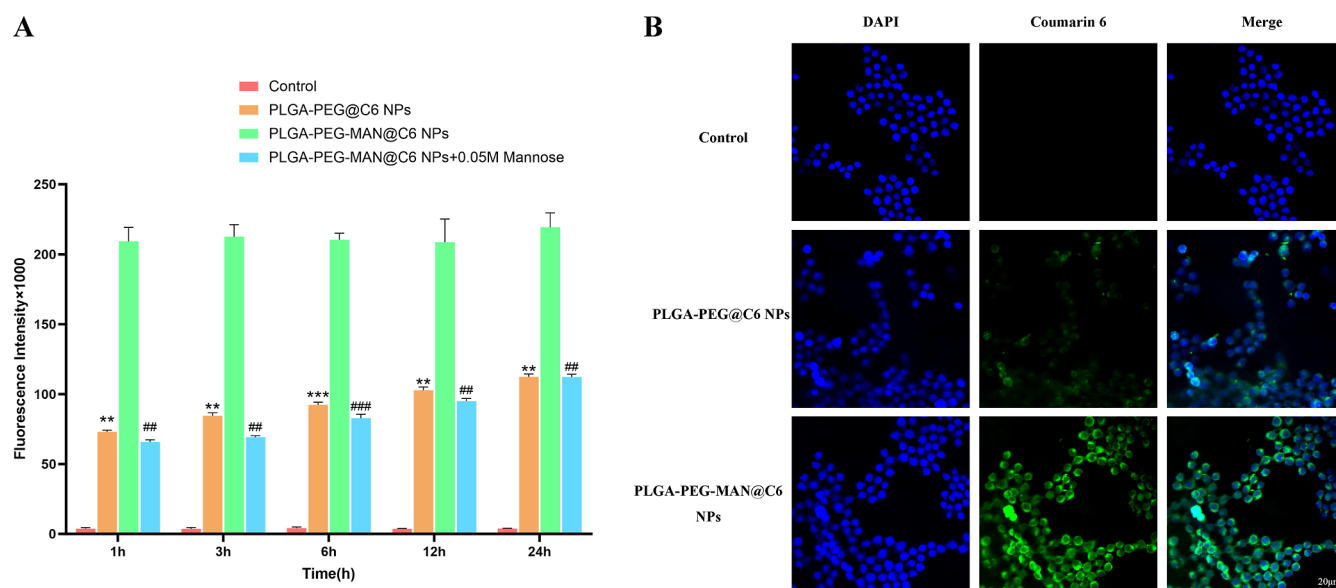 A
Control
PLGA-PEG@C6 NPs
PLGA-PEG-MAN@C6 NPs
PLGA-PEG-MAN@C6 NPs+0.05M Mannose
Fluorescence Intensity×1000
250
200
150
100
50
0
**
##
**
##
***
###
**
##
**
##
1h
3h
6h
12h
24h
Time(h)
B
DAPI
Coumarin 6
Merge
Control
PLGA-PEG@C6 NPs
PLGA-PEG-MAN@C6
NPs